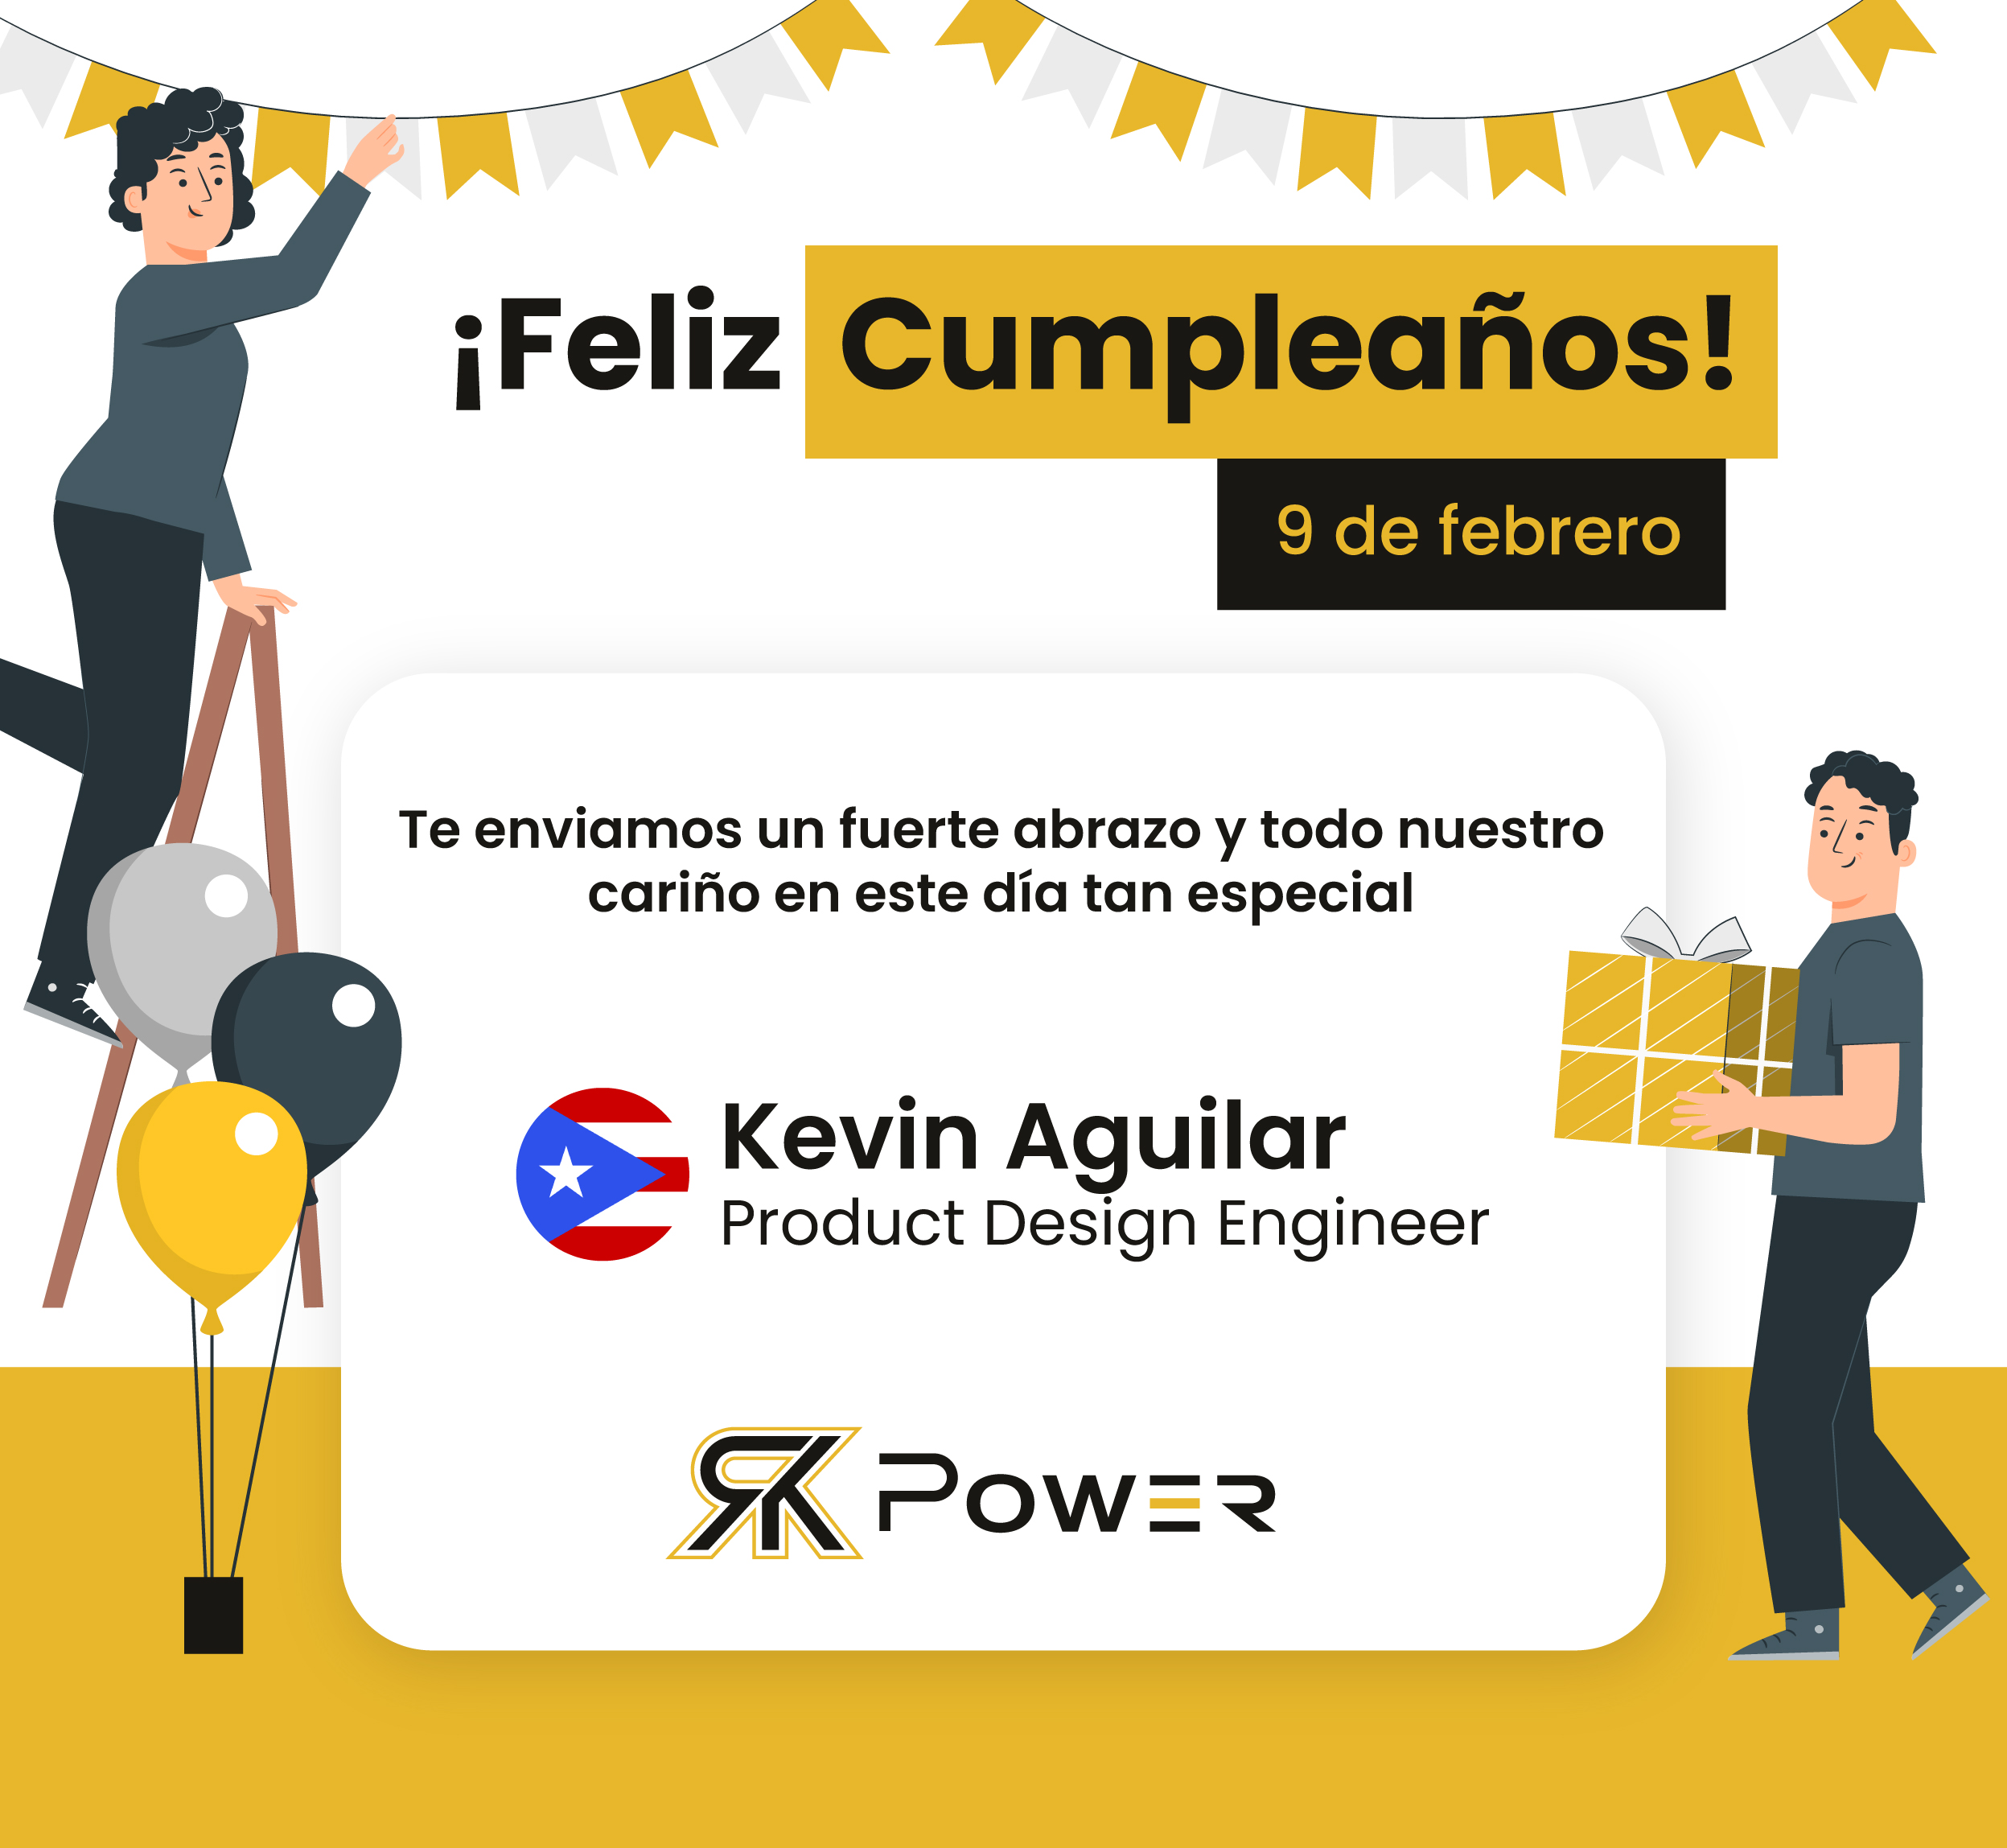 ¡Feliz Cumpleaños!
9 de febrero
Te enviamos un fuerte abrazo y todo nuestro
cariño en este día tan especial
Kevin Aguilar
Product Design Engineer
RK POWER